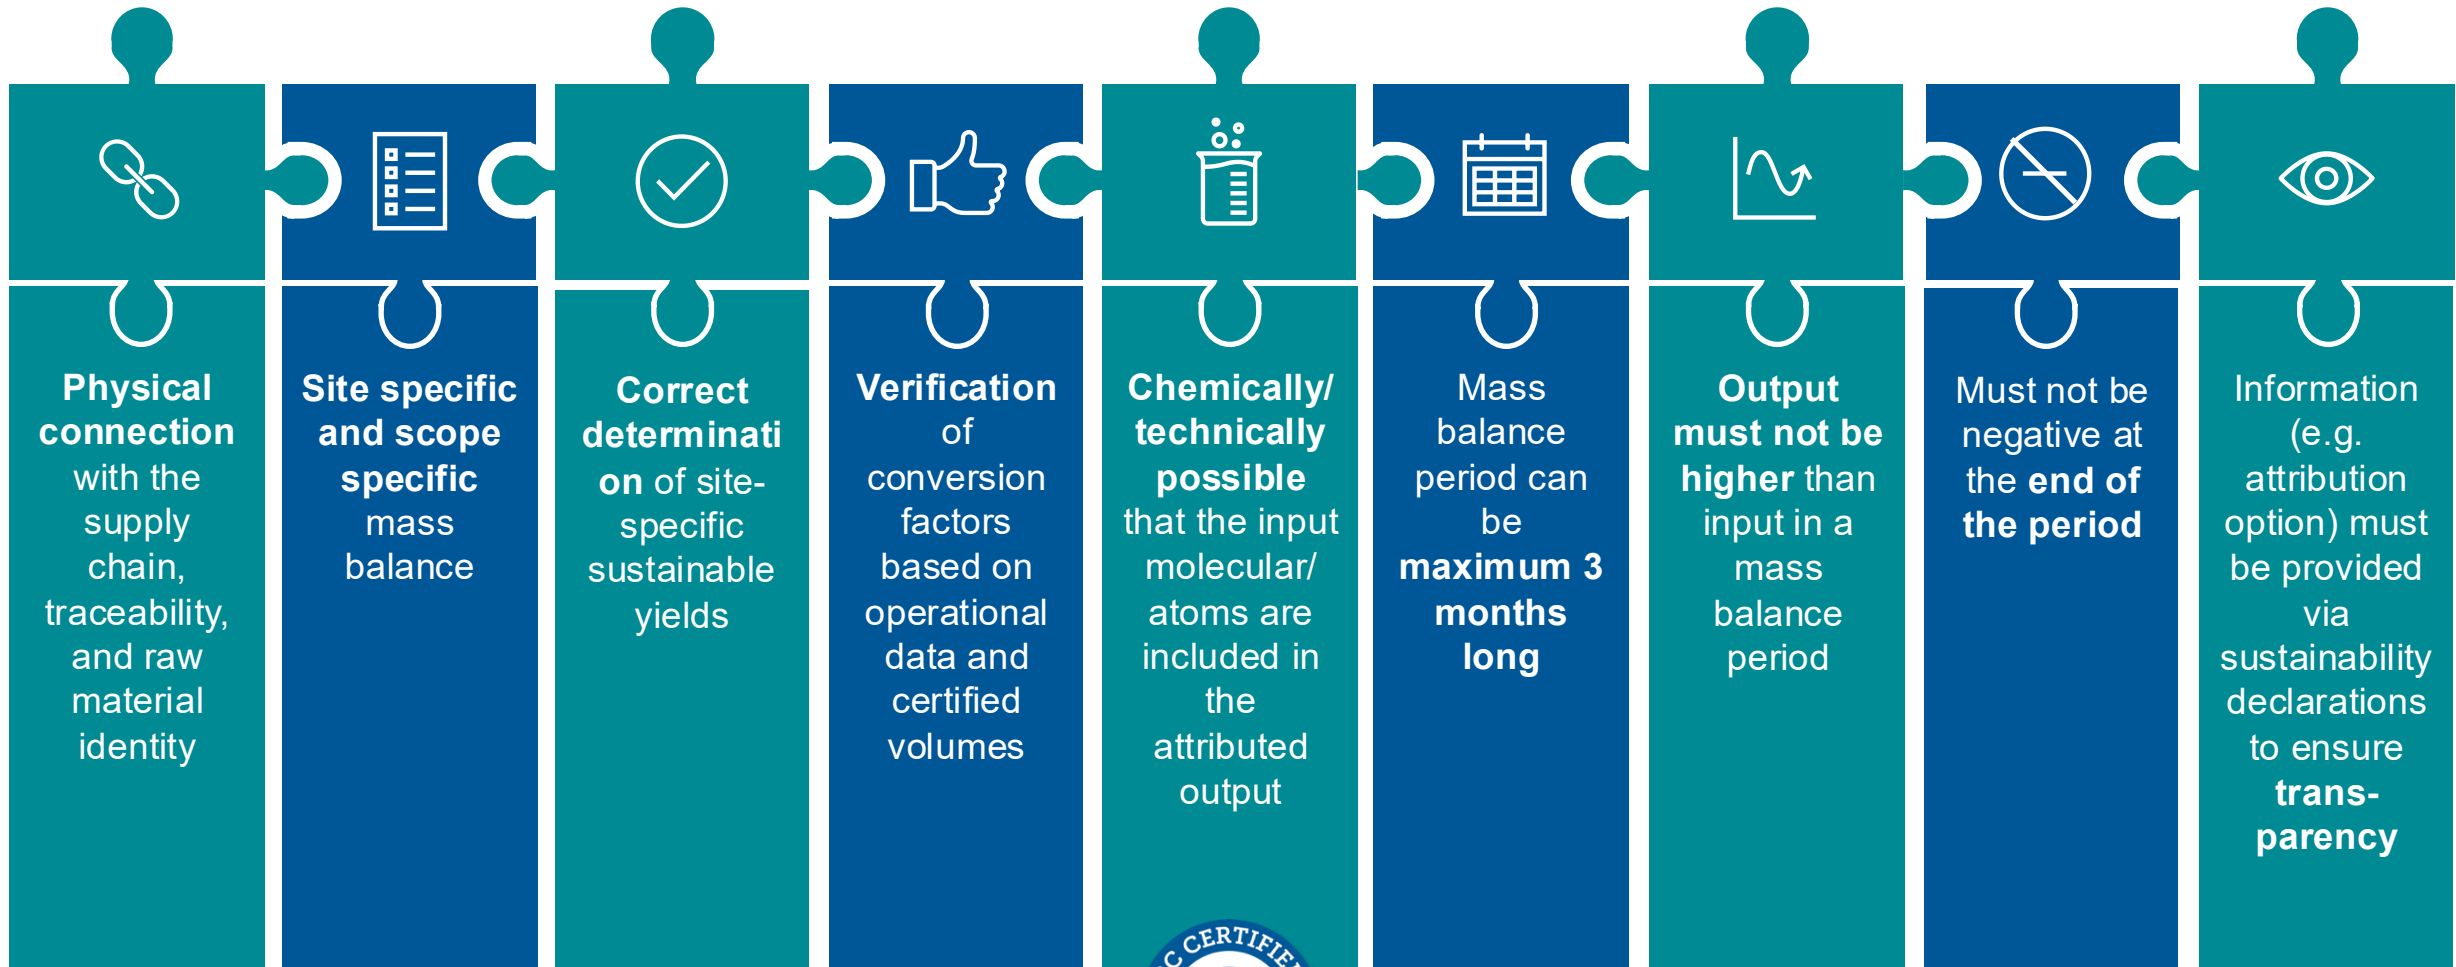 Physical
connection
with the
supply
chain,
traceability,
and raw
material
identity
Site specific
and scope
specific
mass
balance
Correct
determinati
on of site-
specific
sustainable
yields
Verification
of
conversion
factors
based on
operational
data and
certified
volumes
Chemically/
technically
possible
that the input
molecular/
atoms are
included in
the
attributed
output
Mass
balance
period can
be
maximum 3
months
long
Output
must not be
higher than
input in a
mass
balance
period
Must not be
negative at
the end of
the period
Information
(e.g.
attribution
option) must
be provided
via
sustainability
declarations
to ensure
trans-
parency